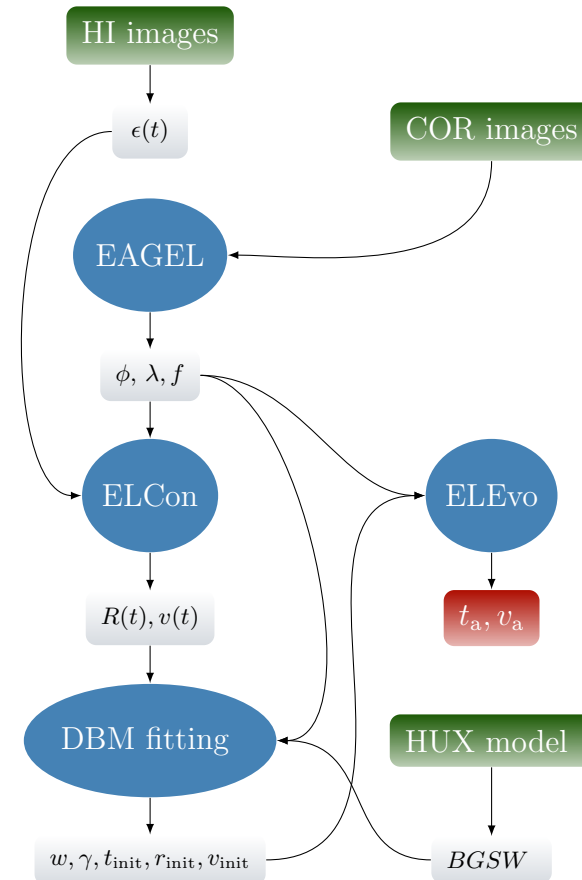 HI images
ϵ(t)
COR images
EAGEL
ϕ, λ, f
ELCon
ELEvo
R(t), v(t)
t_a, v_a
DBM fitting
HUX model
w, γ, t_init, r_init, v_init
BGSW